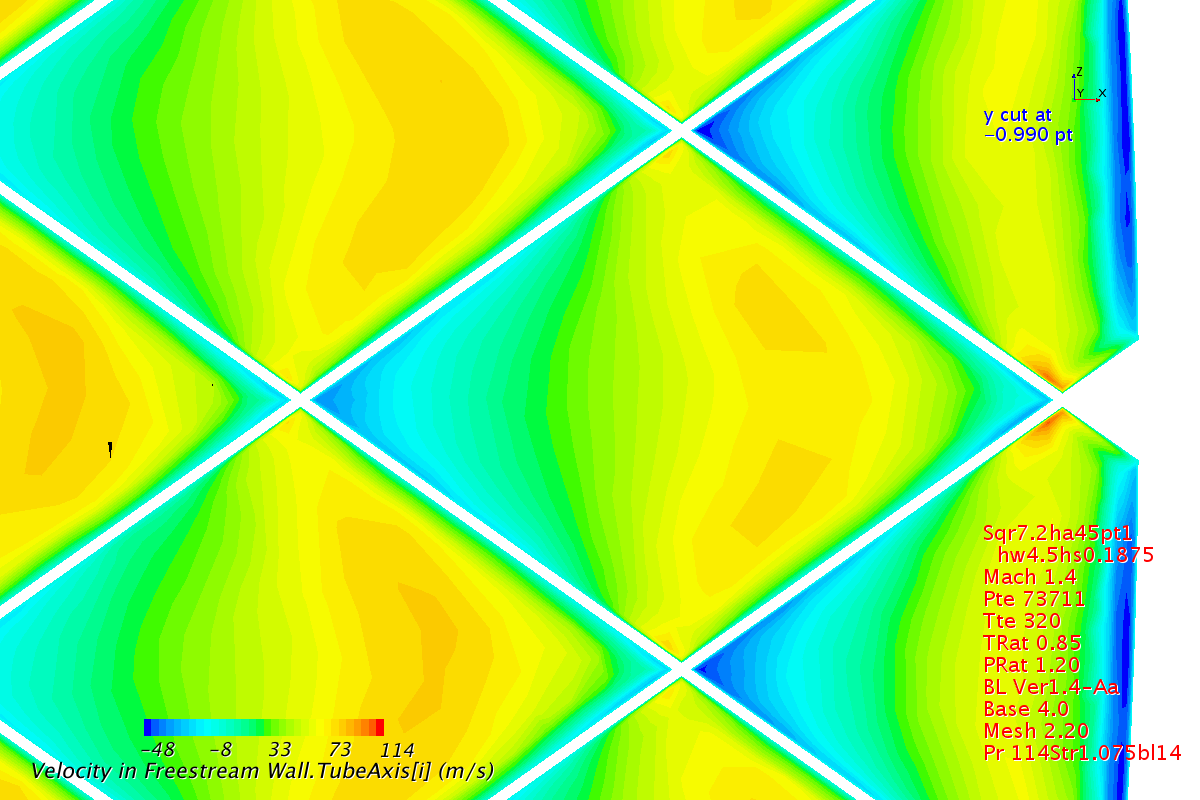 Z
Y X
y cut at
−0.990 pt
Sqr7.2ha45pt1
hw4.5hs0.1875
Mach 1.4
Pte 73711
Tte 320
TRat 0.85
PRat 1.20
BL Ver1.4−Aa
Base 4.0
Mesh 2.20
Pr 114Str1.075bl14
−48 −8 33 73 114
Velocity in Freestream Wall.TubeAxis[i] (m/s)